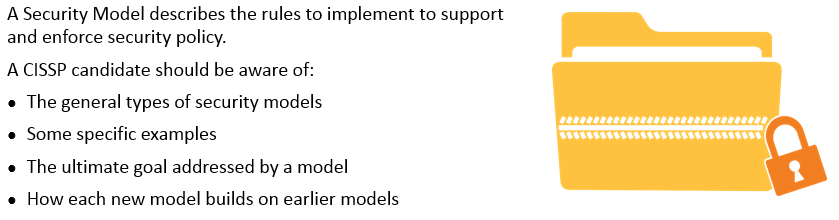 A Security Model describes the rules to implement to support
and enforce security policy.
A CISSP candidate should be aware of:
● The general types of security models
● Some specific examples
● The ultimate goal addressed by a model
● How each new model builds on earlier models